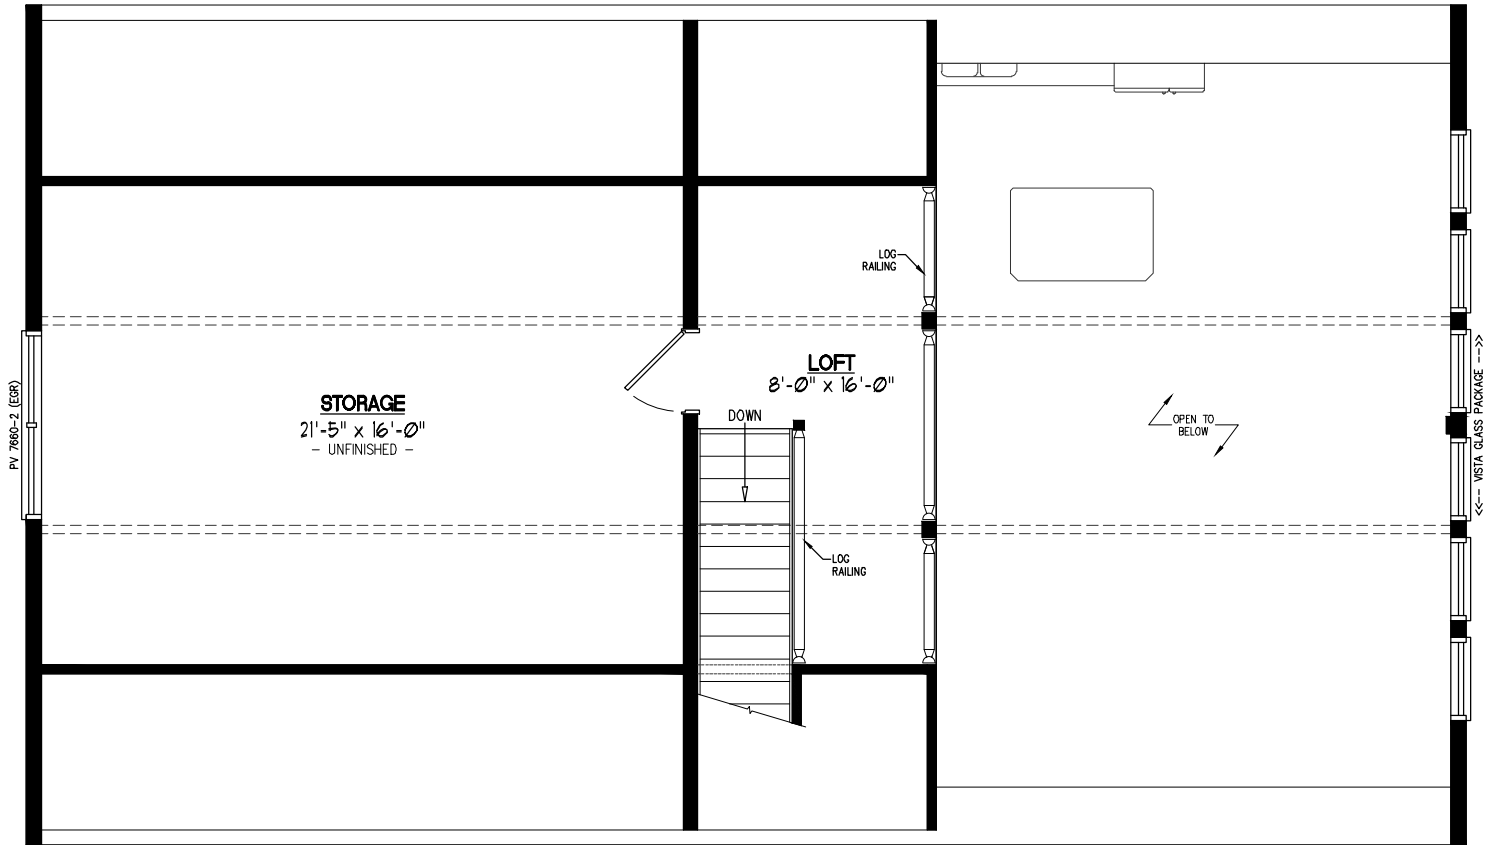 LOG
RAILING
LOFT
8'-0" x 16'-0"
STORAGE
21'-5" x 16'-0"
- UNFINISHED -
DOWN
OPEN TO
BELOW
LOG
RAILING
PV 7660-2 (EGR)
<<-- VISTA GLASS PACKAGE -->>